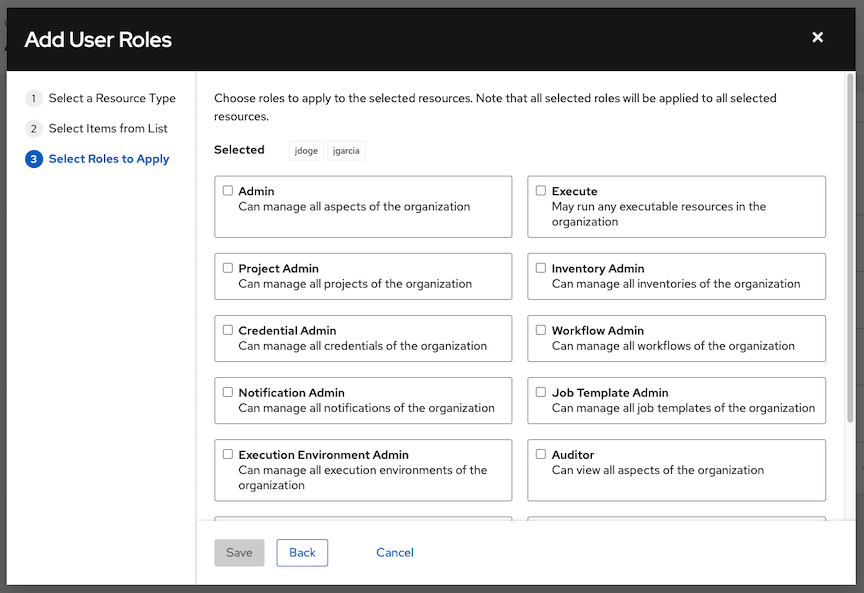 Add User Roles
1 Select a Resource Type
2 Select Items from List
3 Select Roles to Apply
Choose roles to apply to the selected resources. Note that all selected roles will be applied to all selected
resources.
Selected jdoge jgarcia
Admin
Can manage all aspects of the organization
Execute
May run any executable resources in the
organization
Project Admin
Can manage all projects of the organization
Inventory Admin
Can manage all inventories of the organization
Credential Admin
Can manage all credentials of the organization
Workflow Admin
Can manage all workflows of the organization
Notification Admin
Can manage all notifications of the organization
Job Template Admin
Can manage all job templates of the organization
Execution Environment Admin
Can manage all execution environments of the
organization
Auditor
Can view all aspects of the organization
Save Back Cancel